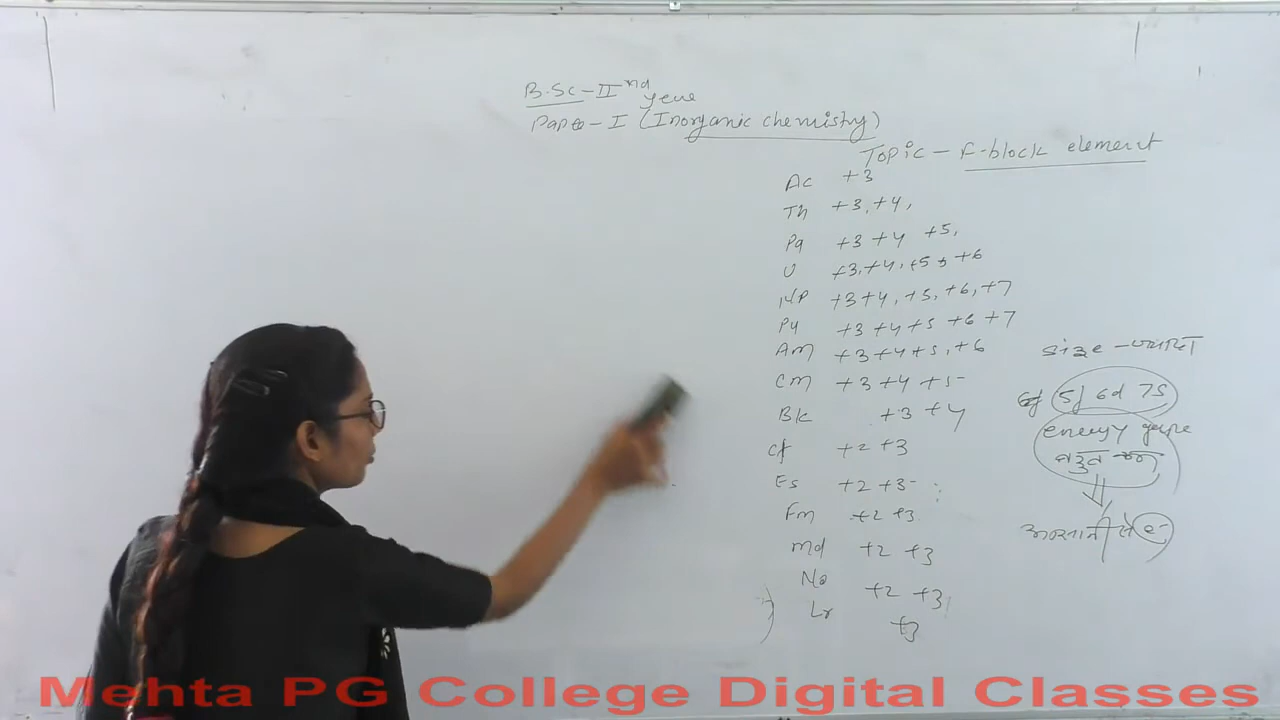 B.Sc-IInd year
Paper-I (Inorganic chemistry)
Topic - F-block element
Ac +3
Th +3, +4,
Pa +3 +4 +5,
U +3, +4, +5, +6
Np +3 +4, +5, +6, +7
Pu +3 +4 +5 +6 +7
Am +3 +4 +5, +6
Cm +3 +4 +5
Bk +3 +4
Cf +2 +3
Es +2 +3
Fm +2 +3
Md +2 +3
No +2 +3
Lr +3
size - ज्यादा
5f 6d 7s
energy
बहुत कम
आसानी से e-
Mehta PG College Digital Classes